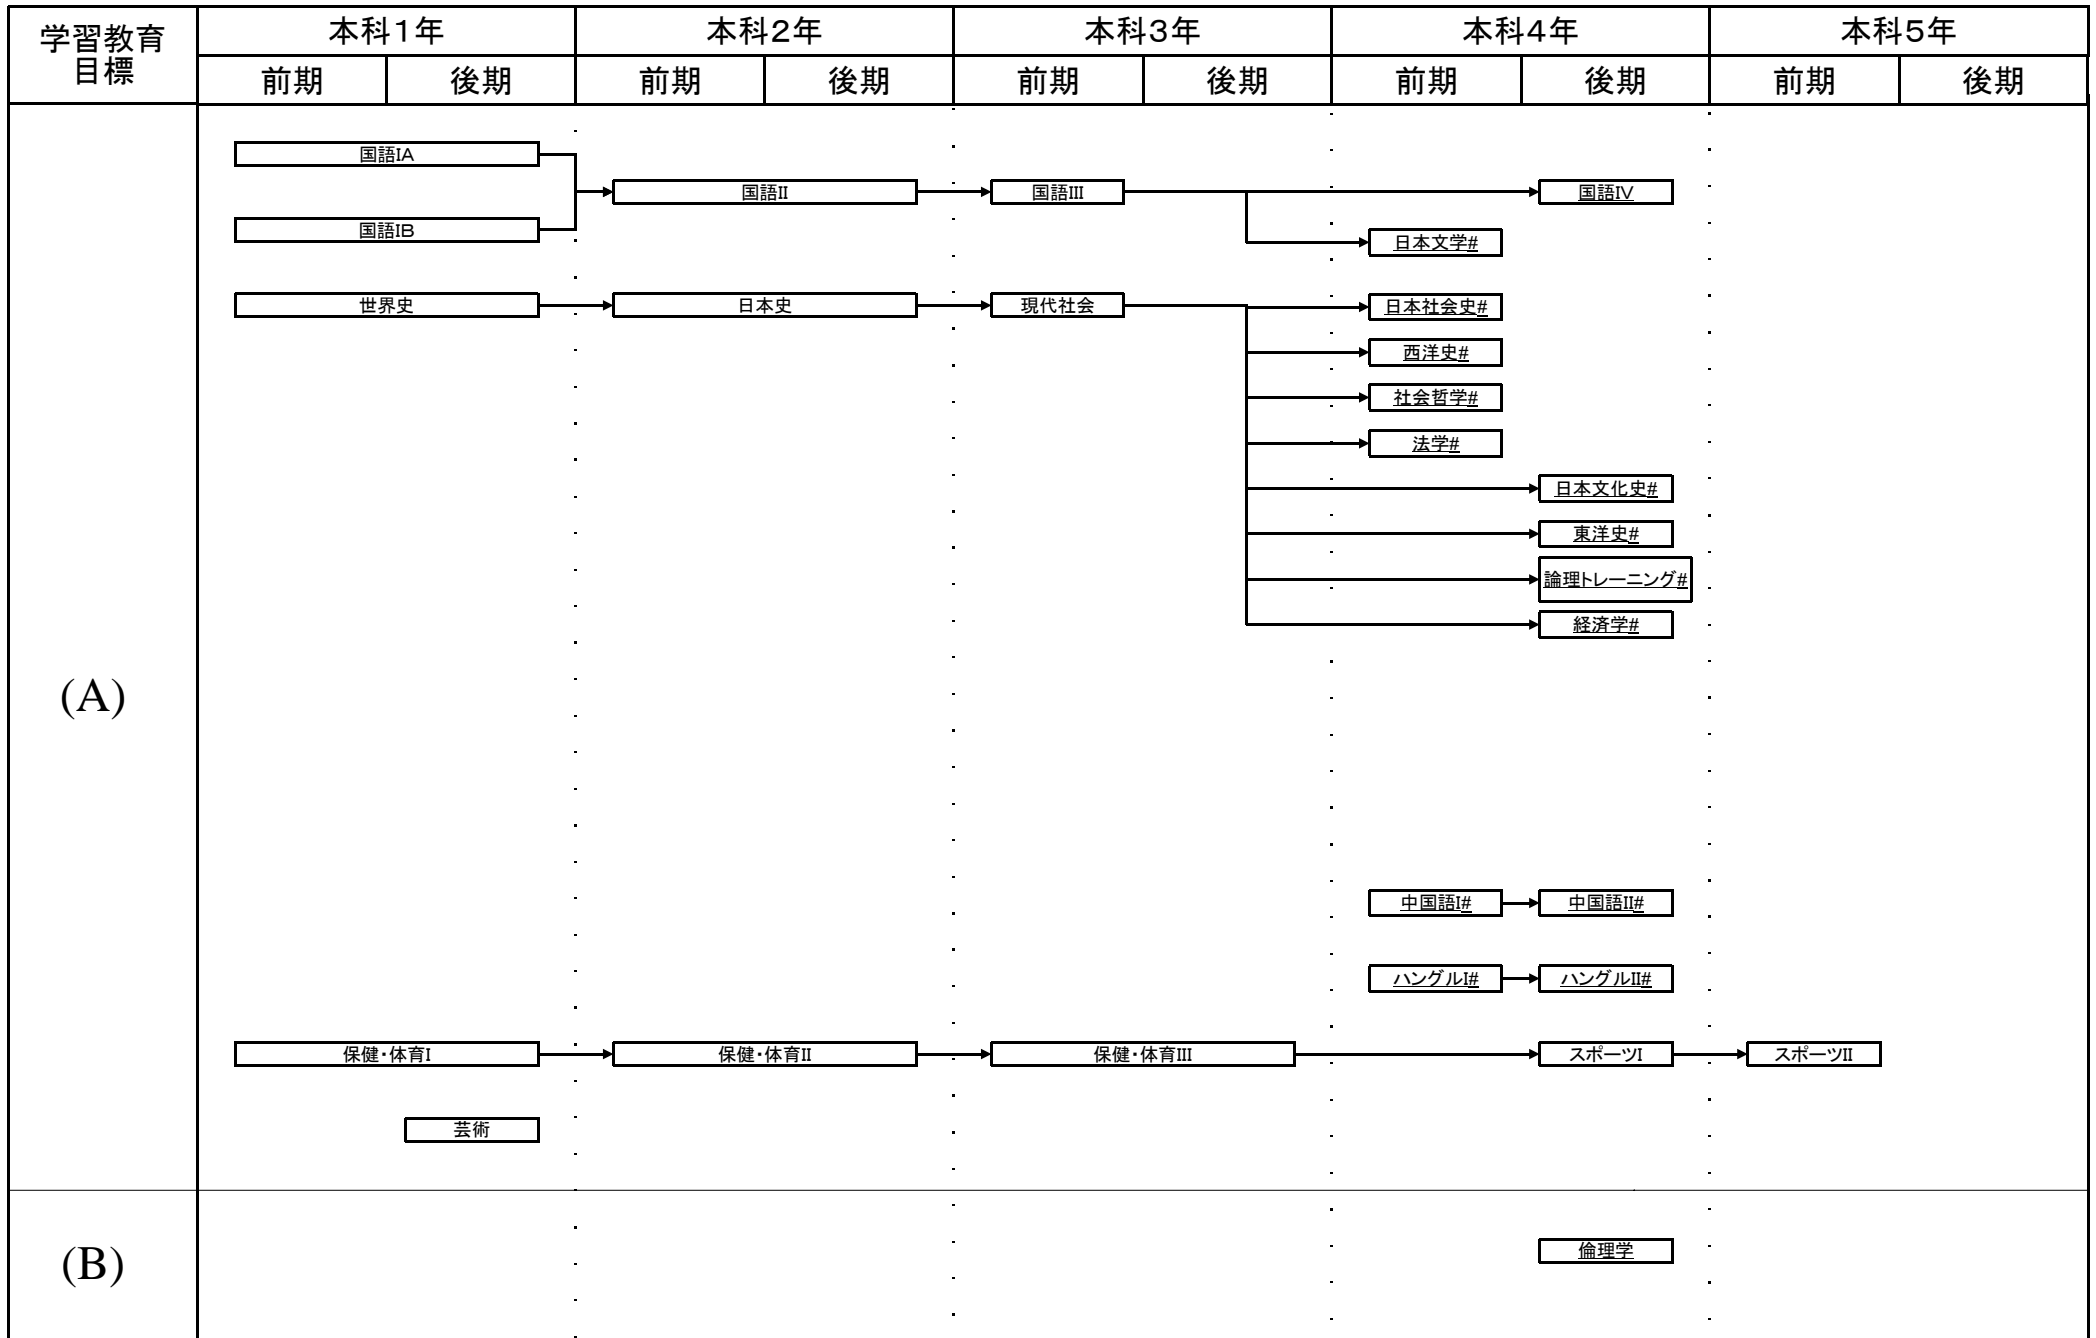 学習教育
目標
本科1年 本科2年 本科3年 本科4年 本科5年
前期 後期 前期 後期 前期 後期 前期 後期 前期 後期
国語IA
国語II 国語III 国語IV
国語IB
日本文学#
世界史 日本史 現代社会 日本社会史#
西洋史#
社会哲学#
法学#
日本文化史#
東洋史#
論理トレーニング#
経済学#
(A)
中国語I# 中国語II#
ハングルI# ハングルII#
保健・体育I 保健・体育II 保健・体育III スポーツI スポーツII
芸術
(B)
倫理学